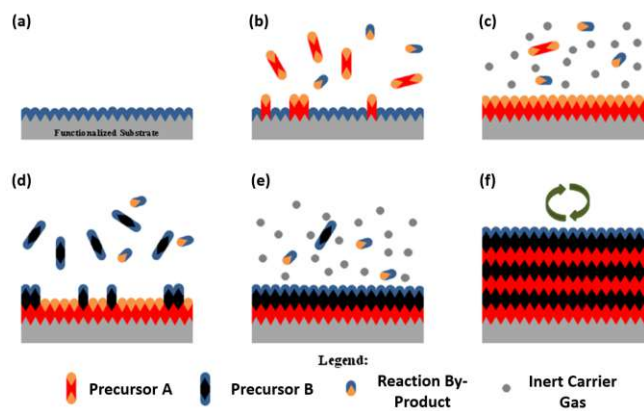 (a)
(b)
(c)
Functionalized Substrate
(d)
(e)
(f)
Legend:
Precursor A
Precursor B
Reaction By-
Product
Inert Carrier
Gas